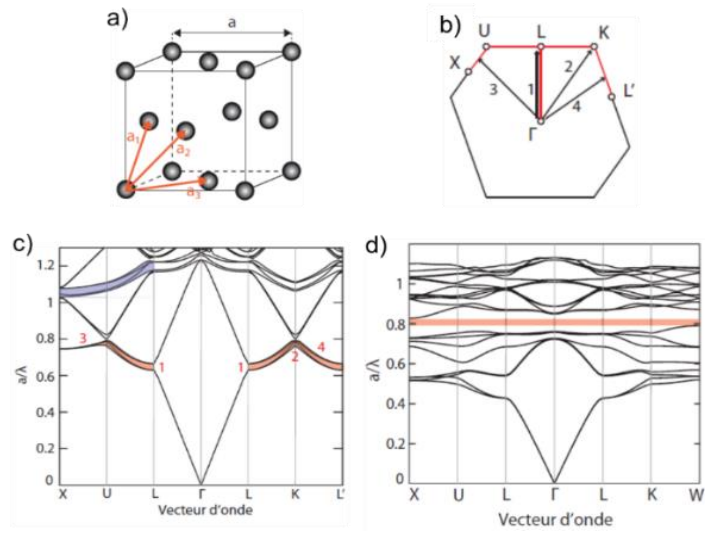 a)
a
a1
a2
a3
b)
U
L
K
X
L'
1
2
3
4
Γ
c)
1.2
1
0.8
0.6
0.4
0.2
0
a/λ
3
1
1
2
4
X
U
L
Γ
L
K
L'
Vecteur d'onde
d)
1
0.8
0.6
0.4
0.2
0
a/λ
X
U
L
Γ
L
K
W
Vecteur d'onde